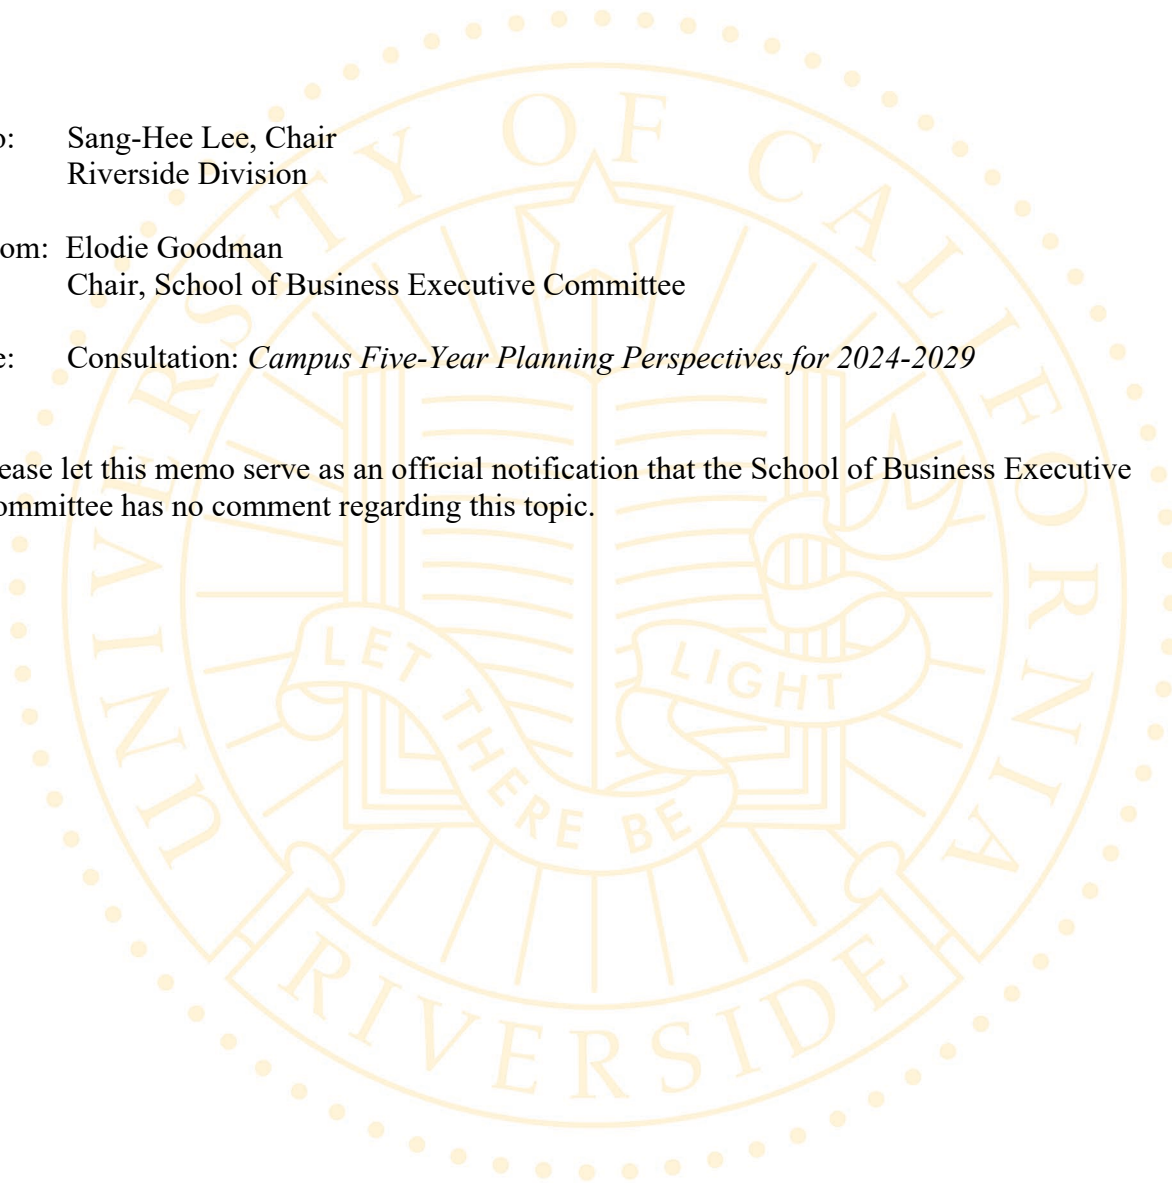 o: Sang-Hee Lee, Chair
Riverside Division
om: Elodie Goodman
Chair, School of Business Executive Committee
e: Consultation: Campus Five-Year Planning Perspectives for 2024-2029
ease let this memo serve as an official notification that the School of Business Executive
ommittee has no comment regarding this topic.
UNIVERSITY OF CALIFORNIA
LET THERE BE LIGHT
RIVERSIDE